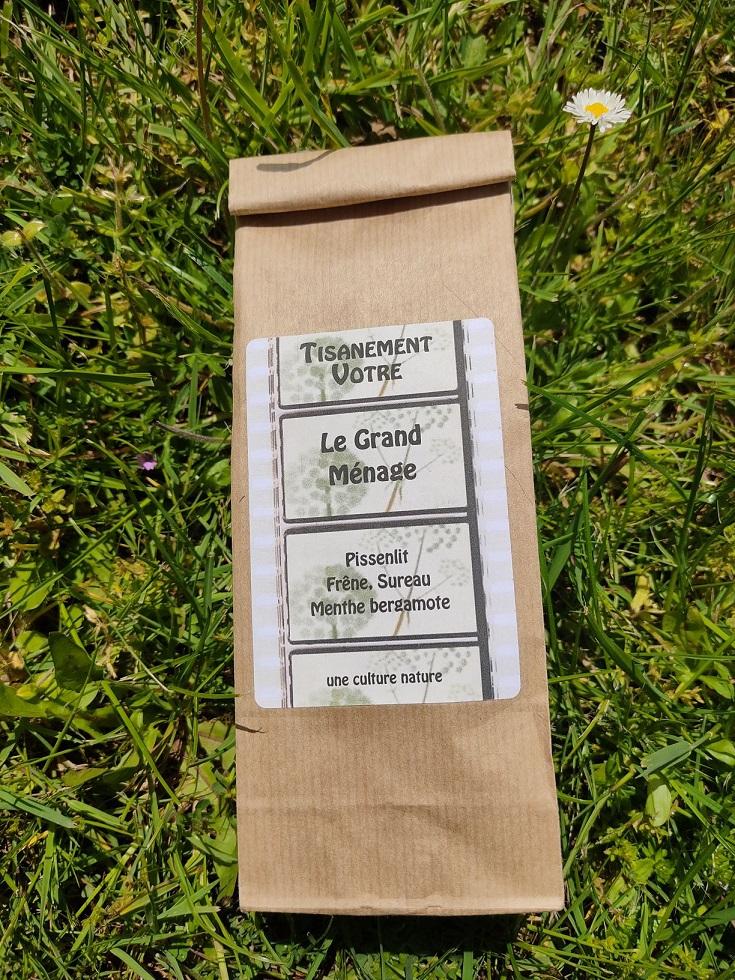 Tisanement
Votre
Le Grand
Ménage
Pissenlit
Frêne, Sureau
Menthe bergamote
une culture nature